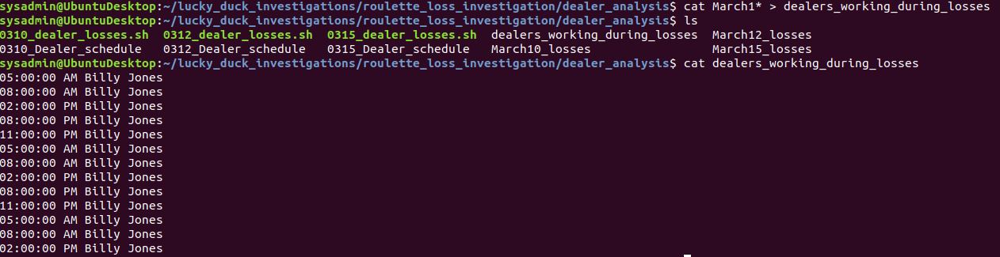 sysadmin@UbuntuDesktop:~/lucky_duck_investigations/roulette_loss_investigation/dealer_analysis$ cat March1* > dealers_working_during_losses
sysadmin@UbuntuDesktop:~/lucky_duck_investigations/roulette_loss_investigation/dealer_analysis$ ls
0310_dealer_losses.sh  0312_dealer_losses.sh  0315_dealer_losses.sh  dealers_working_during_losses  March12_losses
0310_Dealer_schedule   0312_Dealer_schedule   0315_Dealer_schedule   March10_losses                 March15_losses
sysadmin@UbuntuDesktop:~/lucky_duck_investigations/roulette_loss_investigation/dealer_analysis$ cat dealers_working_during_losses
05:00:00 AM Billy Jones
08:00:00 AM Billy Jones
02:00:00 PM Billy Jones
08:00:00 PM Billy Jones
11:00:00 PM Billy Jones
05:00:00 AM Billy Jones
08:00:00 AM Billy Jones
02:00:00 PM Billy Jones
08:00:00 PM Billy Jones
11:00:00 PM Billy Jones
05:00:00 AM Billy Jones
08:00:00 AM Billy Jones
02:00:00 PM Billy Jones